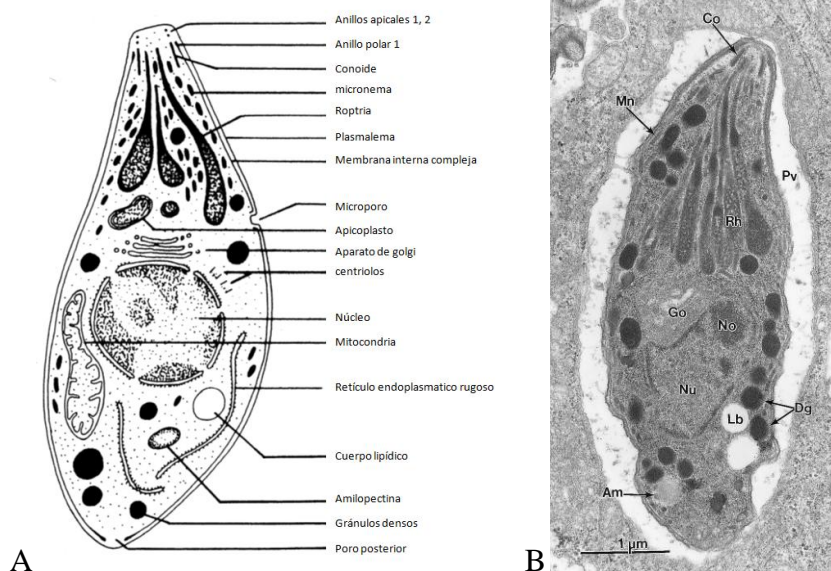 Anillos apicales 1, 2
Anillo polar 1
Conoide
micronema
Roptria
Plasmalema
Membrana interna compleja
Microporo
Apicoplasto
Aparato de golgi
centriolos
Núcleo
Mitocondria
Retículo endoplasmatico rugoso
Cuerpo lipídico
Amilopectina
Gránulos densos
Poro posterior
A
Co
Mn
Pv
Rh
Go
No
Nu
Dg
Lb
Am
1 µm
B